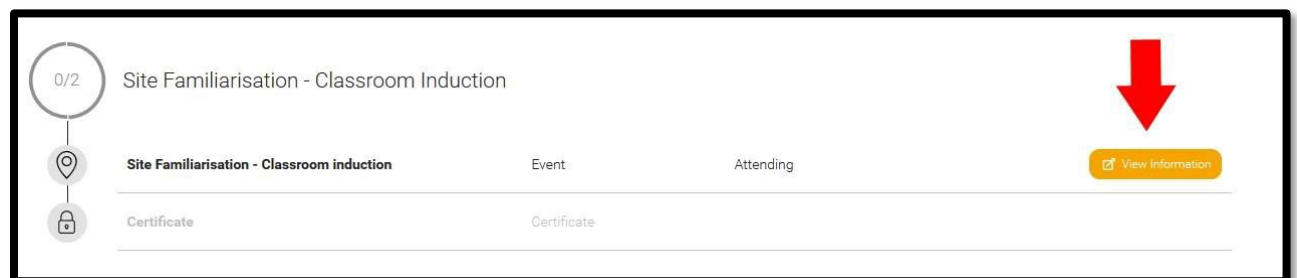 0/2
Site Familiarisation - Classroom Induction
Site Familiarisation - Classroom induction Event Attending View Information
Certificate Certificate